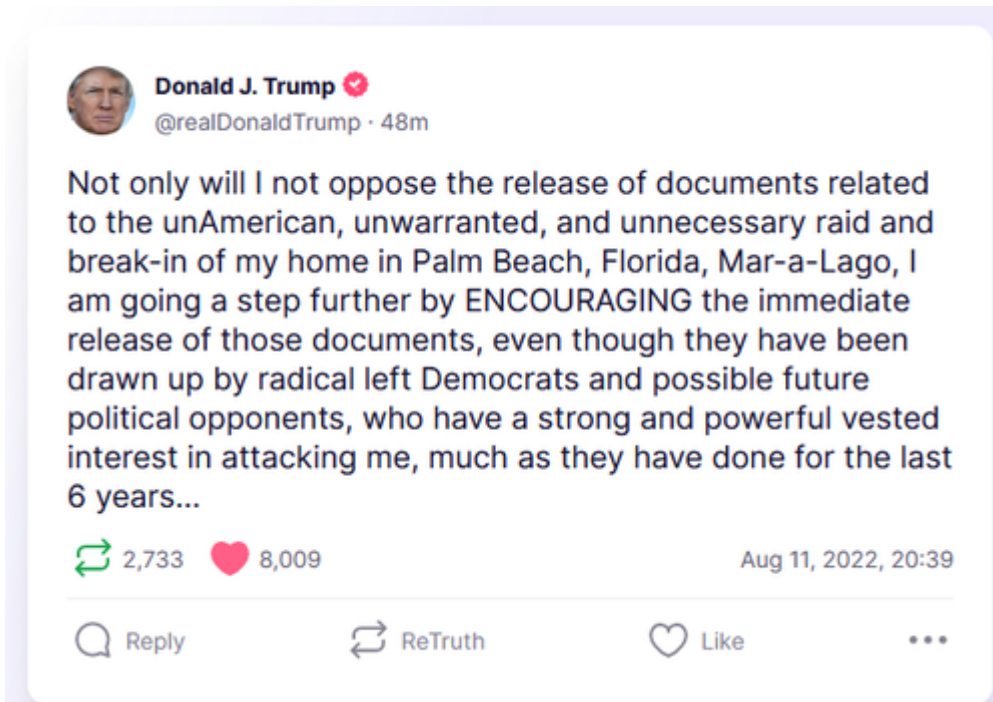 Donald J. Trump
@realDonaldTrump · 48m
Not only will I not oppose the release of documents related
to the unAmerican, unwarranted, and unnecessary raid and
break-in of my home in Palm Beach, Florida, Mar-a-Lago, I
am going a step further by ENCOURAGING the immediate
release of those documents, even though they have been
drawn up by radical left Democrats and possible future
political opponents, who have a strong and powerful vested
interest in attacking me, much as they have done for the last
6 years...
2,733 8,009 Aug 11, 2022, 20:39
Reply ReTruth Like